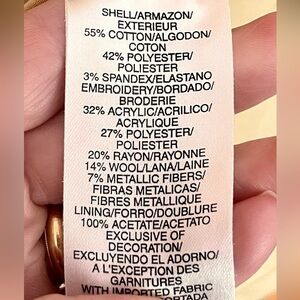 SHELL/ARMAZON/
EXTERIEUR
55% COTTON/ALGODON/
COTON
42% POLYESTER/
POLIESTER
3% SPANDEX/ELASTANO
EMBROIDERY/BORDADO/
BRODERIE
32% ACRYLIC/ACRILICO/
ACRYLIQUE
27% POLYESTER/
POLIESTER
20% RAYON/RAYONNE
14% WOOL/LANA/LAINE
7% METALLIC FIBERS/
FIBRAS METALICAS/
FIBRES METALLIQUE
LINING/FORRO/DOUBLURE
100% ACETATE/ACETATO
EXCLUSIVE OF
DECORATION/
EXCLUYENDO EL ADORNO/
A L'EXCEPTION DES
GARNITURES
WITH IMPORTED FABRIC